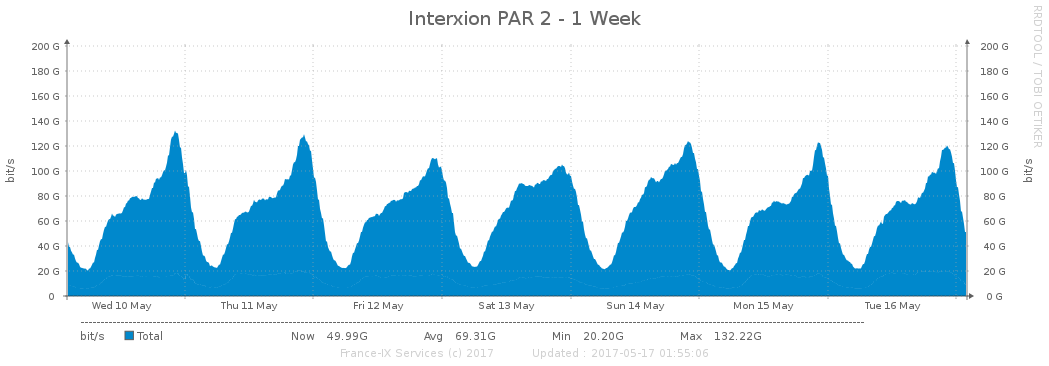 Interxion PAR 2 - 1 Week
RRDTOOL / TOBI OETIKER
bit/s
200 G
180 G
160 G
140 G
120 G
100 G
80 G
60 G
40 G
20 G
0
200 G
180 G
160 G
140 G
120 G
100 G
80 G
60 G
40 G
20 G
0 G
bit/s
Wed 10 May Thu 11 May Fri 12 May Sat 13 May Sun 14 May Mon 15 May Tue 16 May
bit/s Total Now 49.99G Avg 69.31G Min 20.20G Max 132.22G
France-IX Services (c) 2017 Updated : 2017-05-17 01:55:06